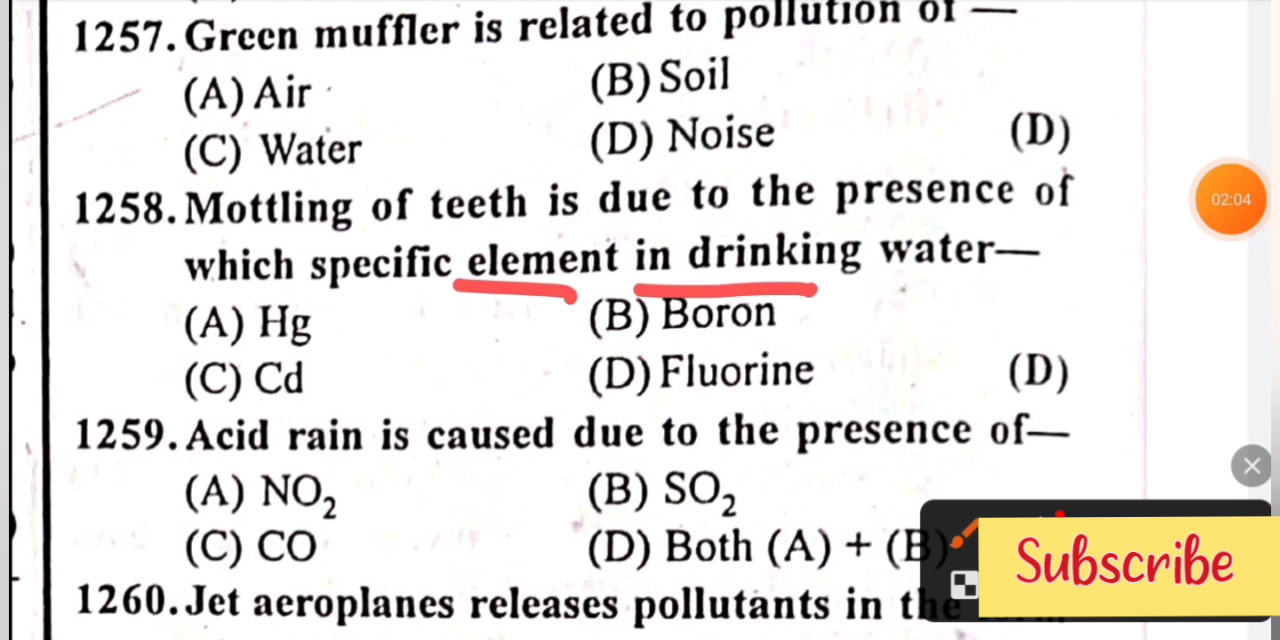 1257. Green muffler is related to pollution of —
(A) Air (B) Soil
(C) Water (D) Noise (D)
1258. Mottling of teeth is due to the presence of
which specific element in drinking water—
(A) Hg (B) Boron
(C) Cd (D) Fluorine (D)
1259. Acid rain is caused due to the presence of—
(A) NO₂ (B) SO₂
(C) CO (D) Both (A) + (B)
1260. Jet aeroplanes releases pollutants in the
02:04
Subscribe